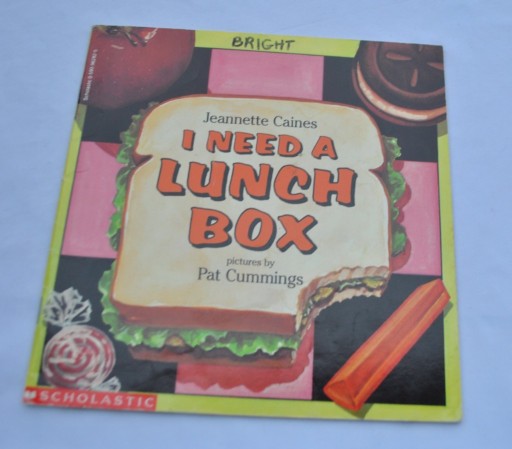 BRIGHT
Jeannette Caines
I NEED A
LUNCH
BOX
pictures by
Pat Cummings
SCHOLASTIC